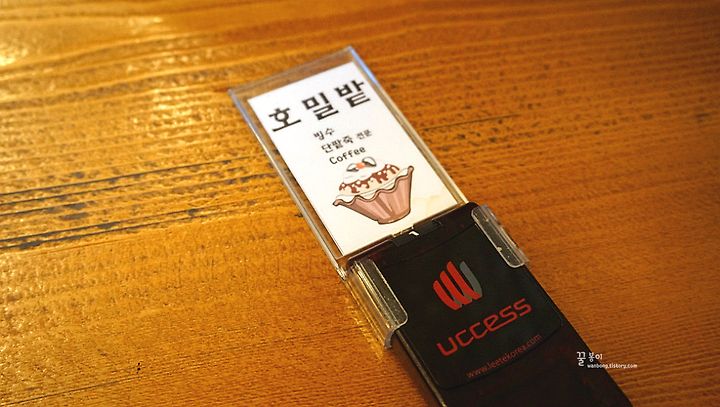 호밀밭
빙수
단팥죽 전문
Coffee
uccess
www.leetekorea.com
꿀봉이
wanbong.tistory.com